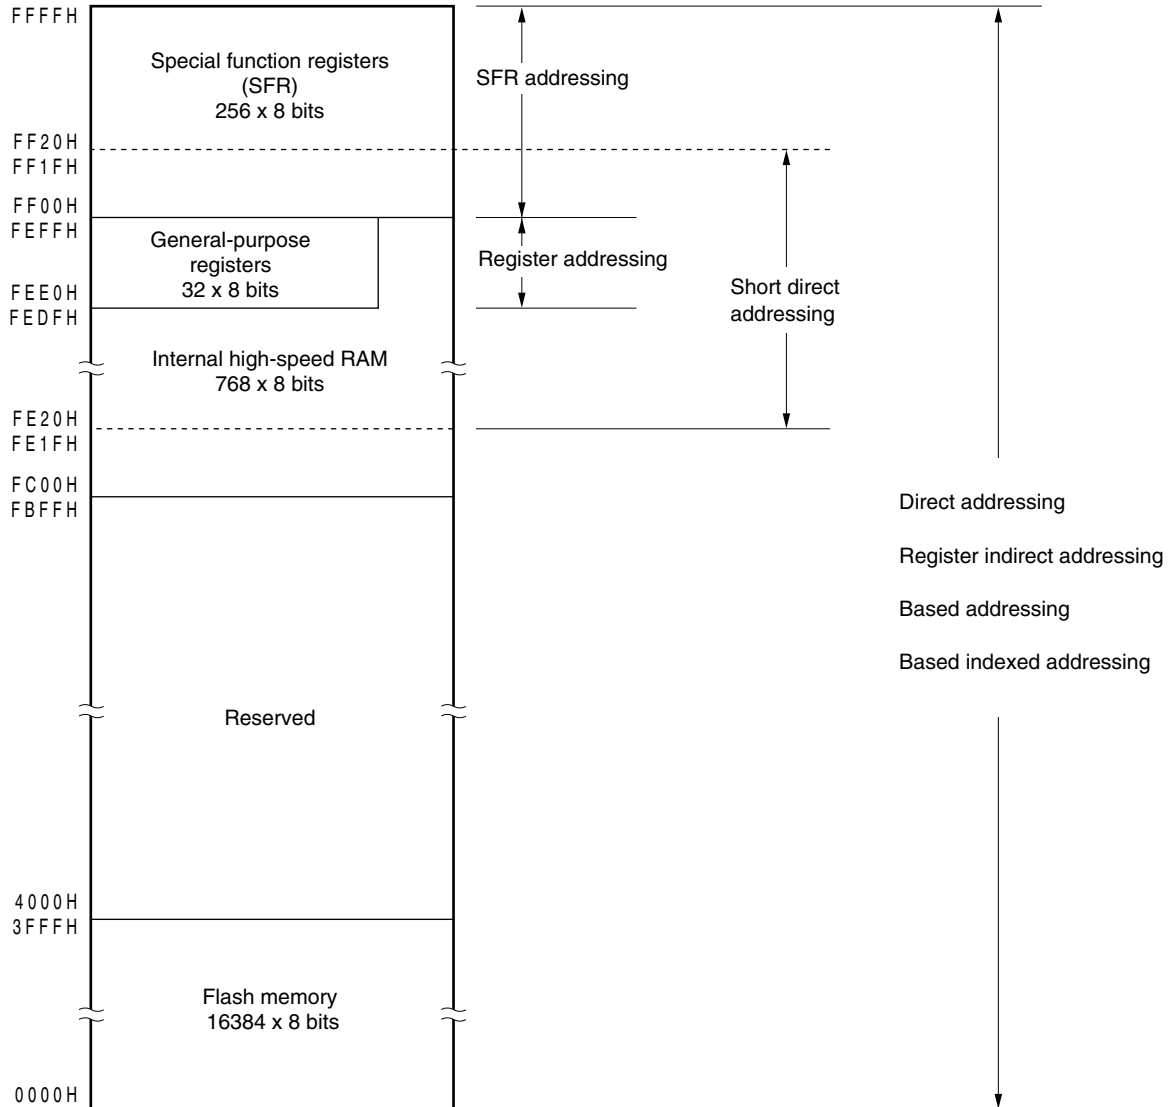 FFFFH
Special function registers
(SFR)
256 x 8 bits
SFR addressing
FF20H
FF1FH
FF00H
FEFFH
General-purpose
registers
32 x 8 bits
Register addressing
Short direct
addressing
FEE0H
FEDFH
Internal high-speed RAM
768 x 8 bits
FE20H
FE1FH
FC00H
FBFFH
Direct addressing
Register indirect addressing
Based addressing
Based indexed addressing
Reserved
4000H
3FFFH
Flash memory
16384 x 8 bits
0000H